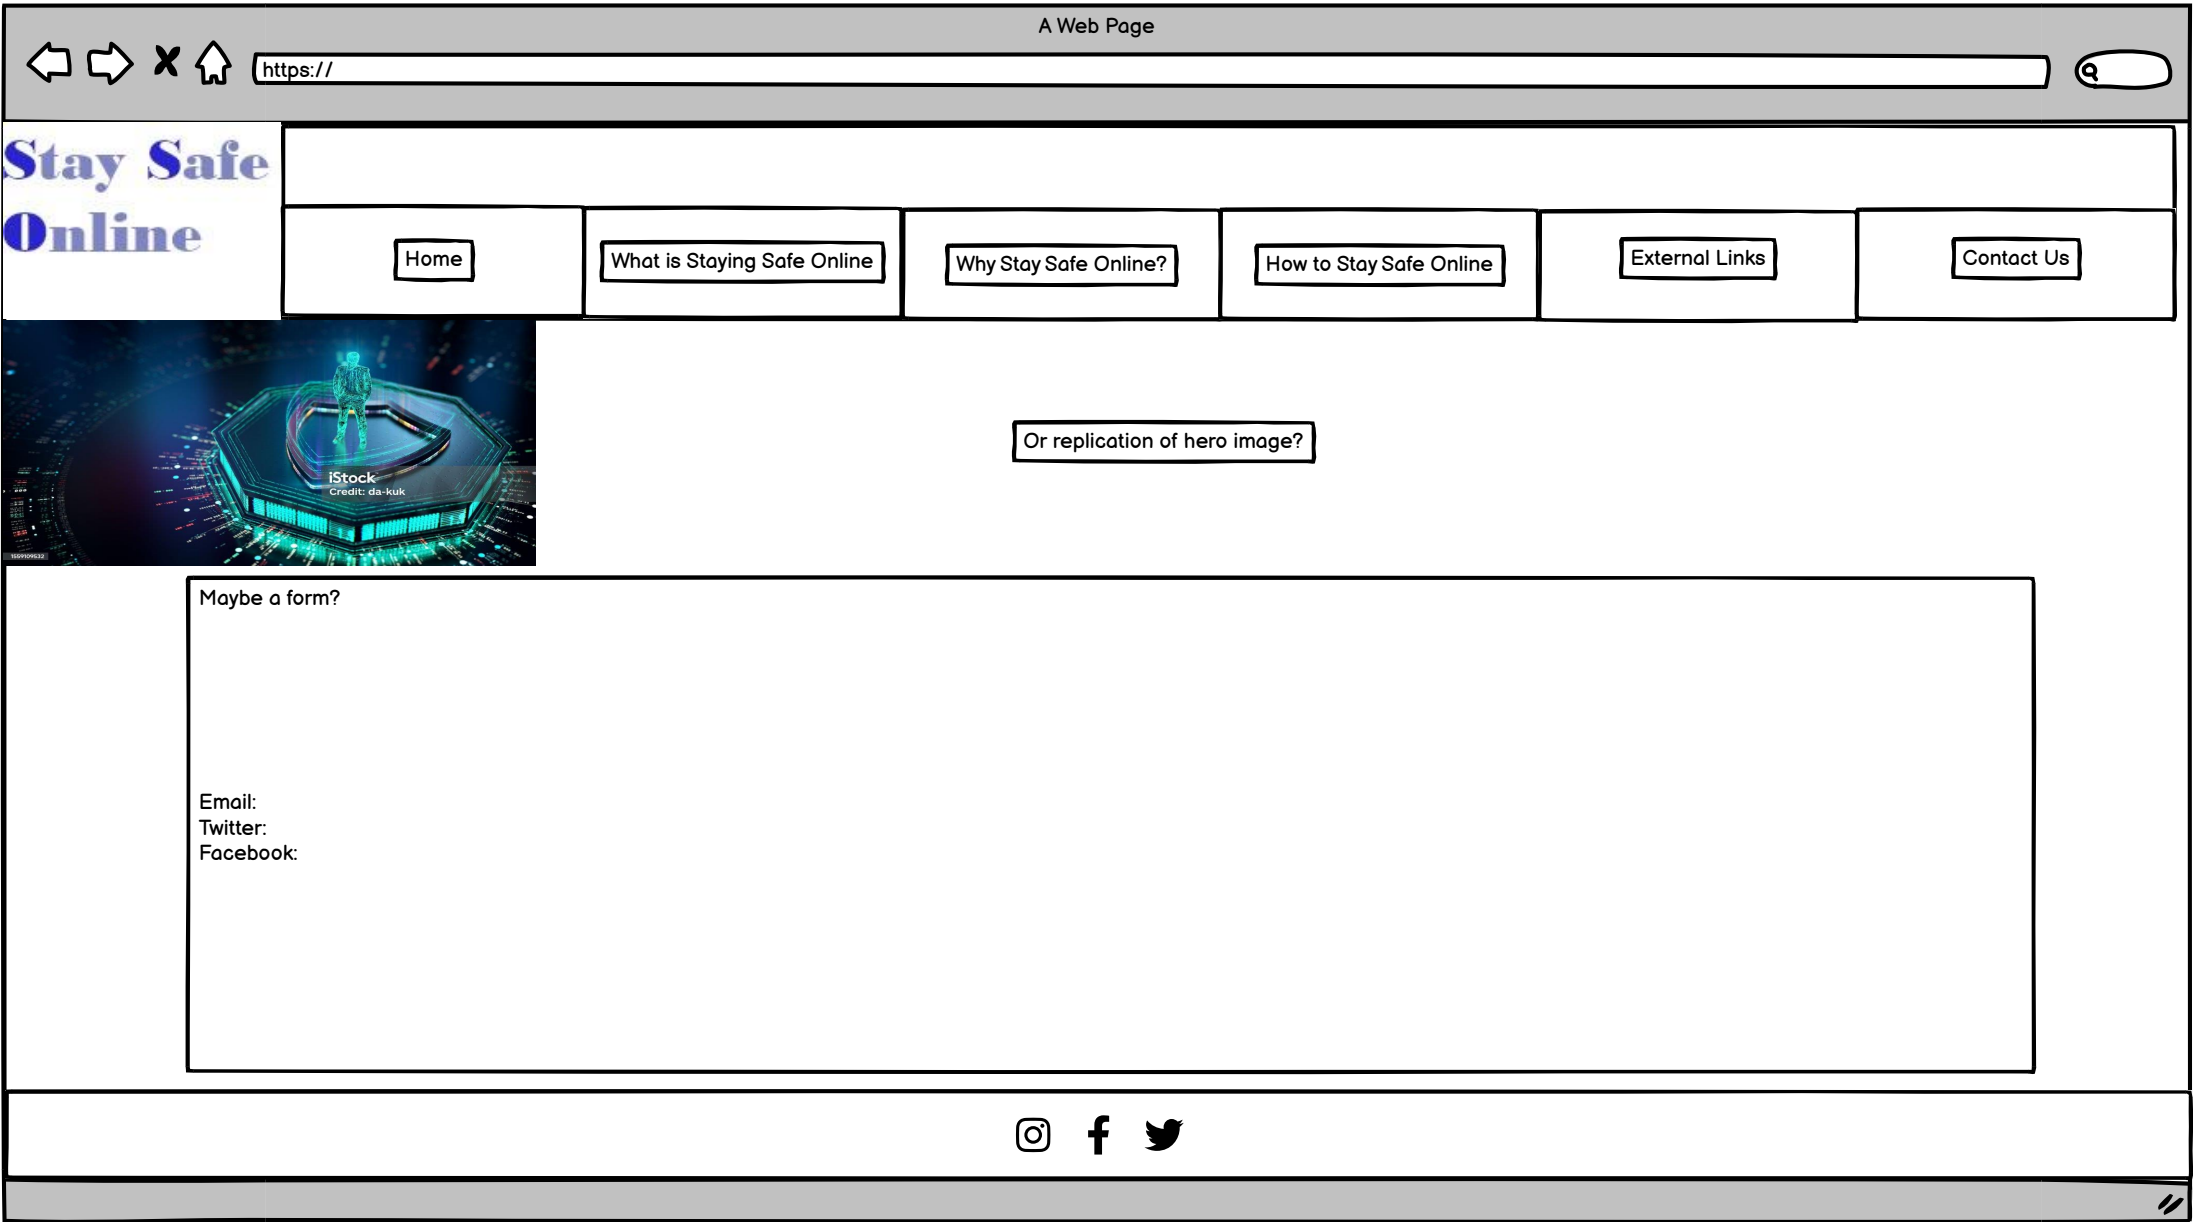 A Web Page
https://
Stay Safe
Online
Home
What is Staying Safe Online
Why Stay Safe Online?
How to Stay Safe Online
External Links
Contact Us
iStock
Credit: da-kuk
1559109532
Or replication of hero image?
Maybe a form?
Email:
Twitter:
Facebook: